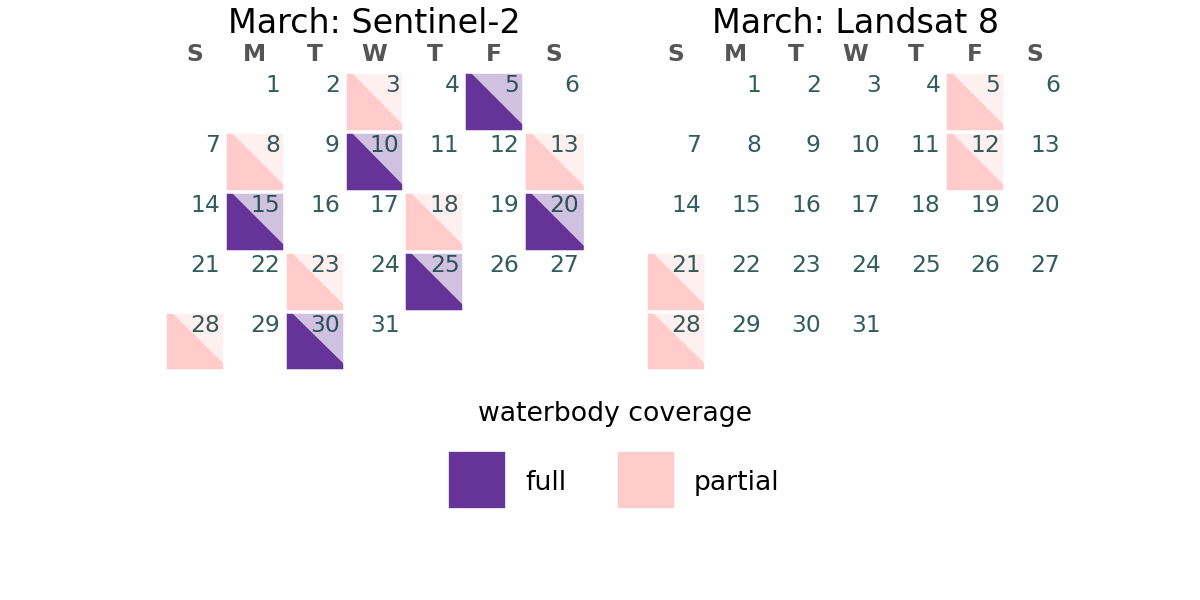 March: Sentinel-2
S M T W T F S
1 2 3 4 5 6
7 8 9 10 11 12 13
14 15 16 17 18 19 20
21 22 23 24 25 26 27
28 29 30 31
March: Landsat 8
S M T W T F S
1 2 3 4 5 6
7 8 9 10 11 12 13
14 15 16 17 18 19 20
21 22 23 24 25 26 27
28 29 30 31
waterbody coverage
full partial